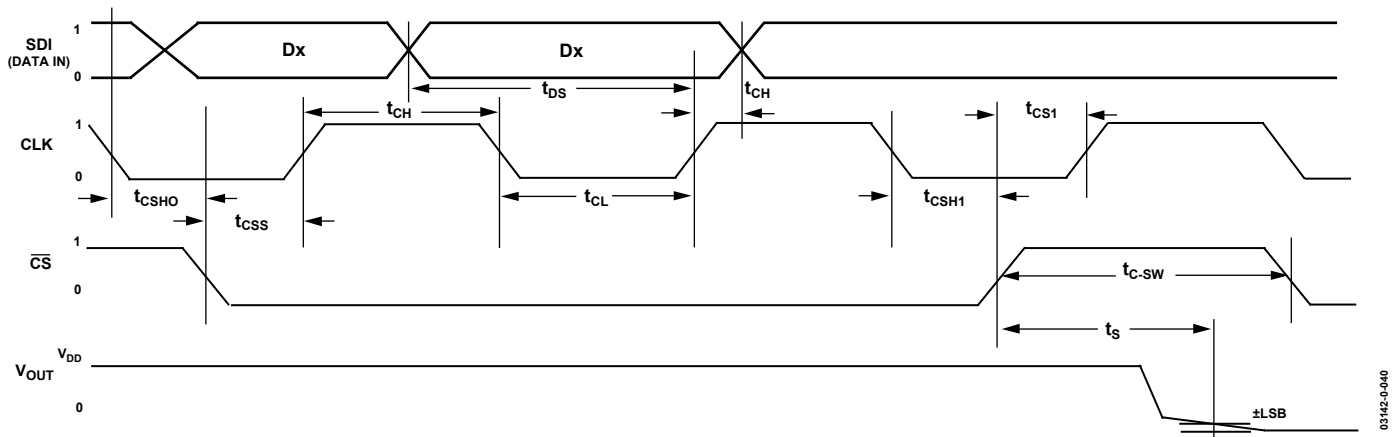 1
SDI
(DATA IN)
0
Dx
Dx
tDS
tCH
tCH
tCS1
1
CLK
0
tCSHO
tCSS
tCL
tCSH1
1
CS
0
tC-SW
tS
VDD
VOUT
0
±LSB
03142-0-040